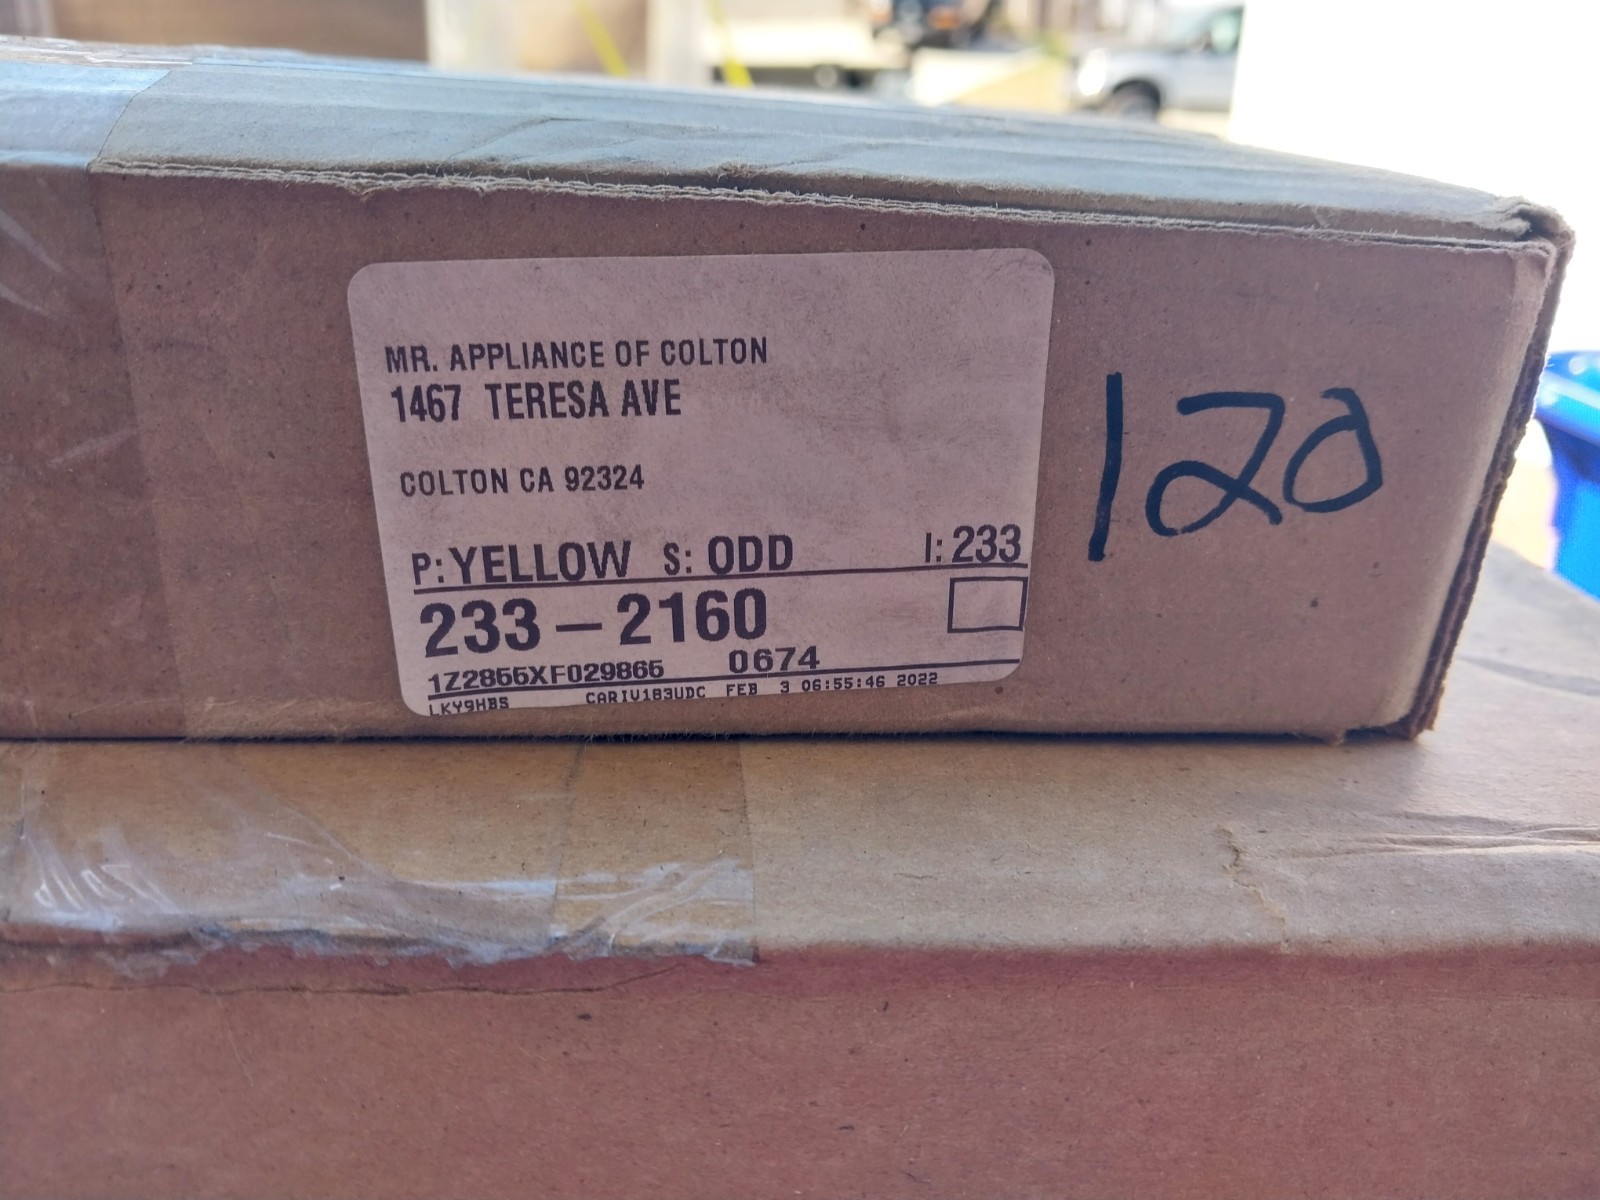 MR. APPLIANCE OF COLTON
1467 TERESA AVE
COLTON CA 92324
P: YELLOW S: ODD I: 233
233-2160
1Z2855XF029865 0674
LKY9HBS CARIV183UDC FEB 3 06:55:46 2022
120